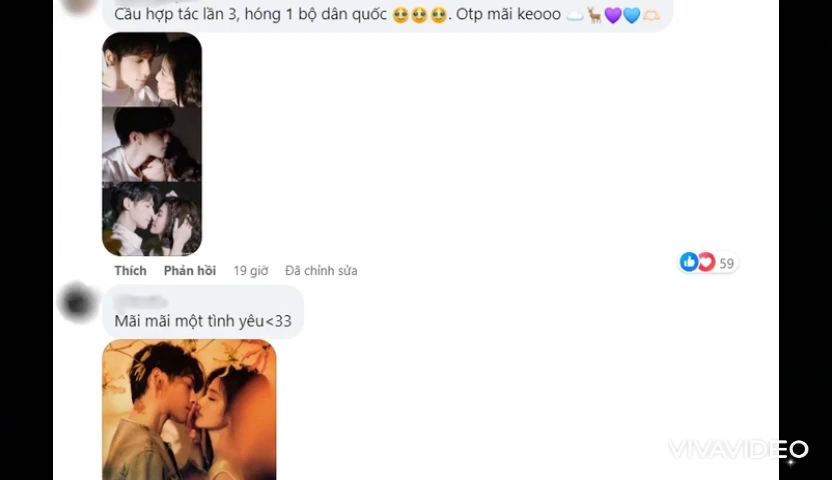 Cầu hợp tác lần 3, hóng 1 bộ dân quốc 🥹🥹🥹. Otp mãi keooo ☁️🦌💜💙🫶🏻
Thích Phản hồi 19 giờ Đã chỉnh sửa
59
Mãi mãi một tình yêu<33
VIVAVIDEO